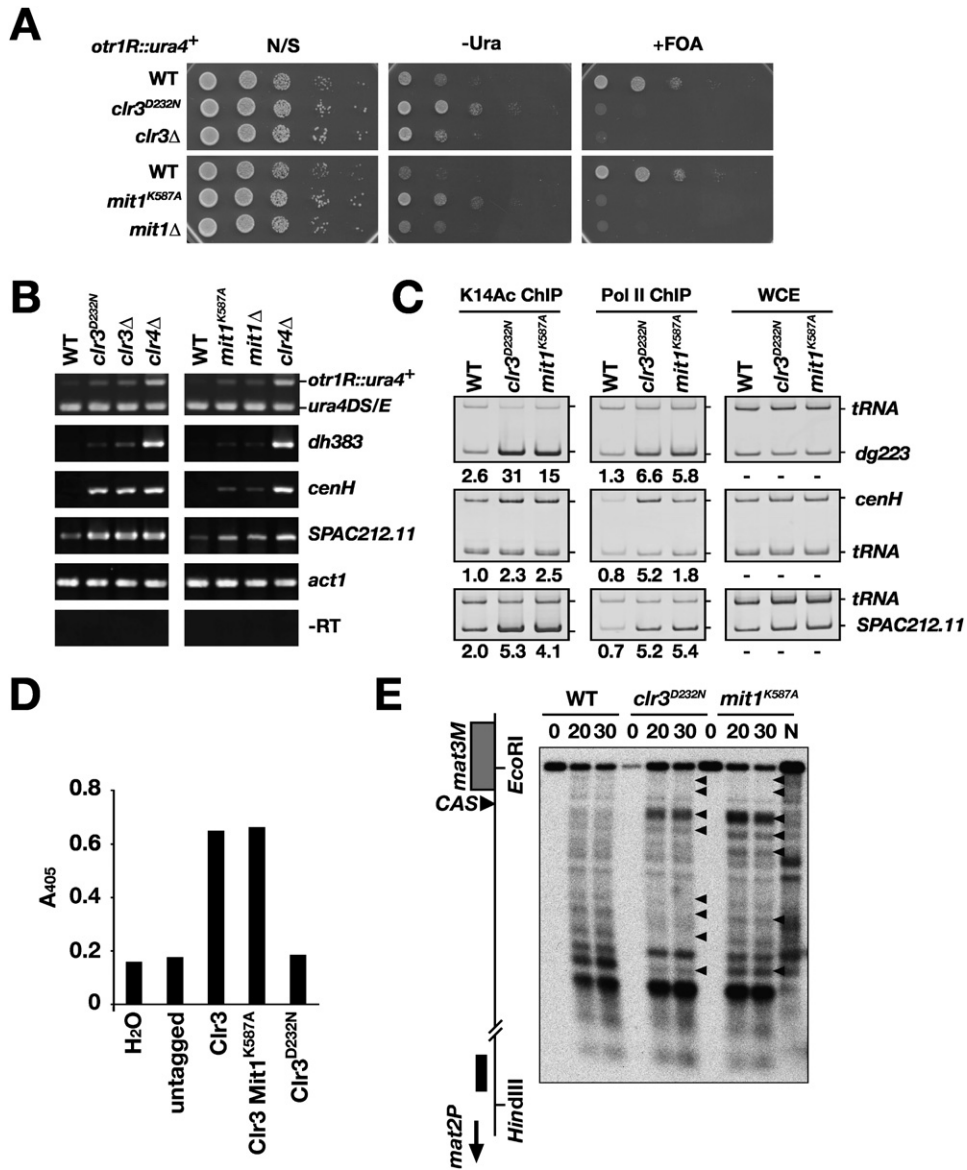 A
otr1R::ura4+ N/S -Ura +FOA
WT
clr3D232N
clr3Δ
WT
mit1K587A
mit1Δ
B
WT clr3D232N clr3Δ clr4Δ WT mit1K587A mit1Δ clr4Δ
otr1R::ura4+
ura4DS/E
dh383
cenH
SPAC212.11
act1
-RT
C
K14Ac ChIP Pol II ChIP WCE
WT clr3D232N mit1K587A WT clr3D232N mit1K587A WT clr3D232N mit1K587A
tRNA
dg223
2.6 31 15 1.3 6.6 5.8 - - -
cenH
tRNA
1.0 2.3 2.5 0.8 5.2 1.8 - - -
tRNA
SPAC212.11
2.0 5.3 4.1 0.7 5.2 5.4 - - -
D
A405
0.8
0.6
0.4
0.2
0
H2O untagged Clr3 Clr3 Mit1K587A Clr3D232N
E
WT clr3D232N mit1K587A
0 20 30 0 20 30 0 20 30 N
mat3M
EcoRI
CAS
HindIII
mat2P